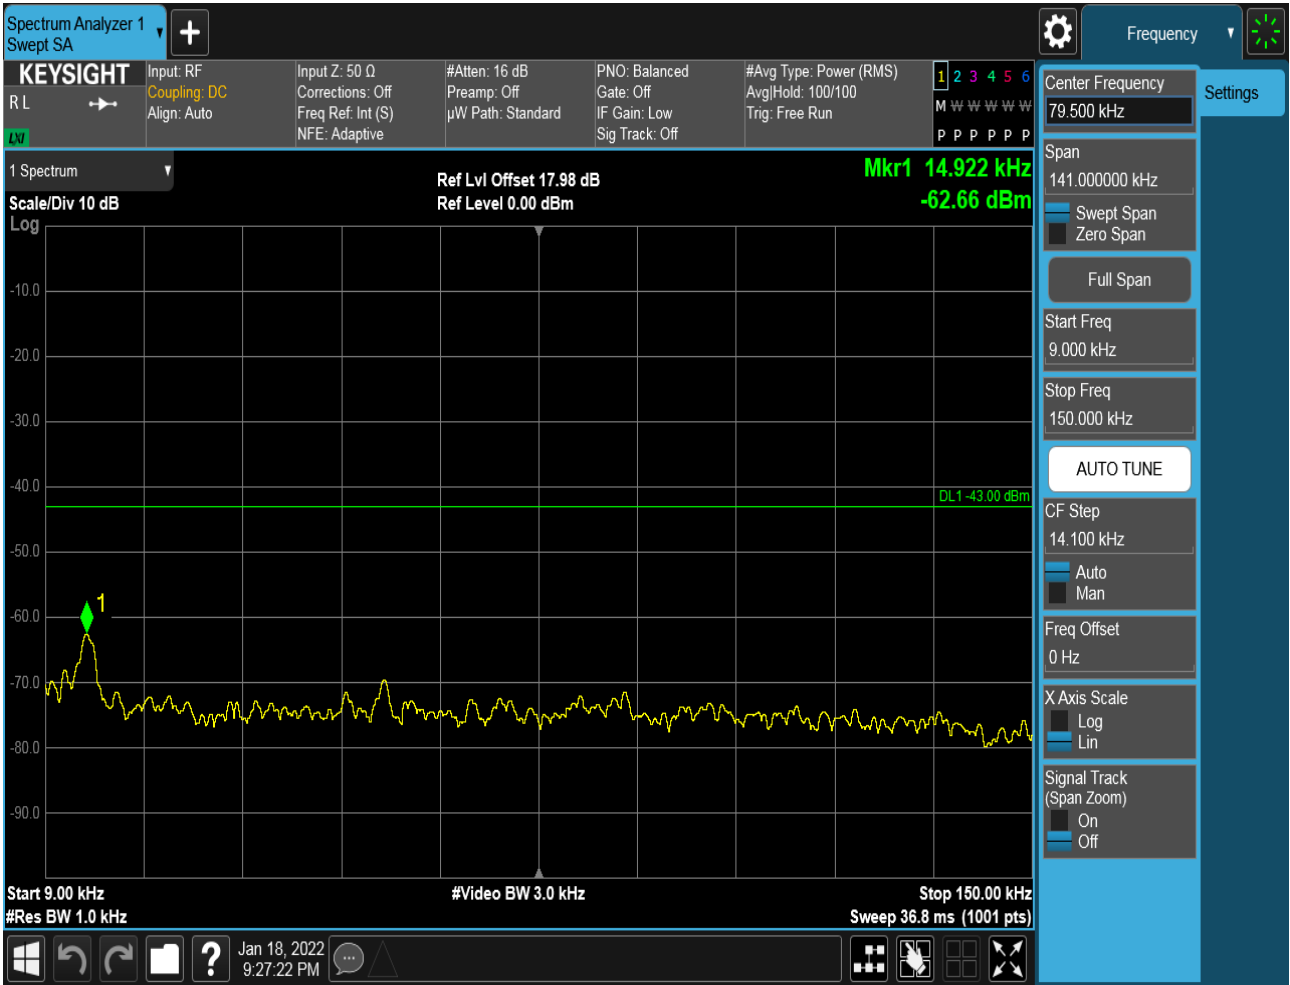 Spectrum Analyzer 1
Swept SA
Frequency
KEYSIGHT
R L
LXI
Input: RF
Coupling: DC
Align: Auto
Input Z: 50 Ω
Corrections: Off
Freq Ref: Int (S)
NFE: Adaptive
#Atten: 16 dB
Preamp: Off
µW Path: Standard
PNO: Balanced
Gate: Off
IF Gain: Low
Sig Track: Off
#Avg Type: Power (RMS)
Avg|Hold: 100/100
Trig: Free Run
1 2 3 4 5 6
M W W W W W
P P P P P P
1 Spectrum
Scale/Div 10 dB
Log
Ref Lvl Offset 17.98 dB
Ref Level 0.00 dBm
Mkr1 14.922 kHz
-62.66 dBm
-10.0
-20.0
-30.0
-40.0
DL1 -43.00 dBm
-50.0
-60.0
1
-70.0
-80.0
-90.0
Start 9.00 kHz
#Res BW 1.0 kHz
#Video BW 3.0 kHz
Stop 150.00 kHz
Sweep 36.8 ms (1001 pts)
?
Jan 18, 2022
9:27:22 PM
Center Frequency
79.500 kHz
Settings
Span
141.000000 kHz
Swept Span
Zero Span
Full Span
Start Freq
9.000 kHz
Stop Freq
150.000 kHz
AUTO TUNE
CF Step
14.100 kHz
Auto
Man
Freq Offset
0 Hz
X Axis Scale
Log
Lin
Signal Track
(Span Zoom)
On
Off